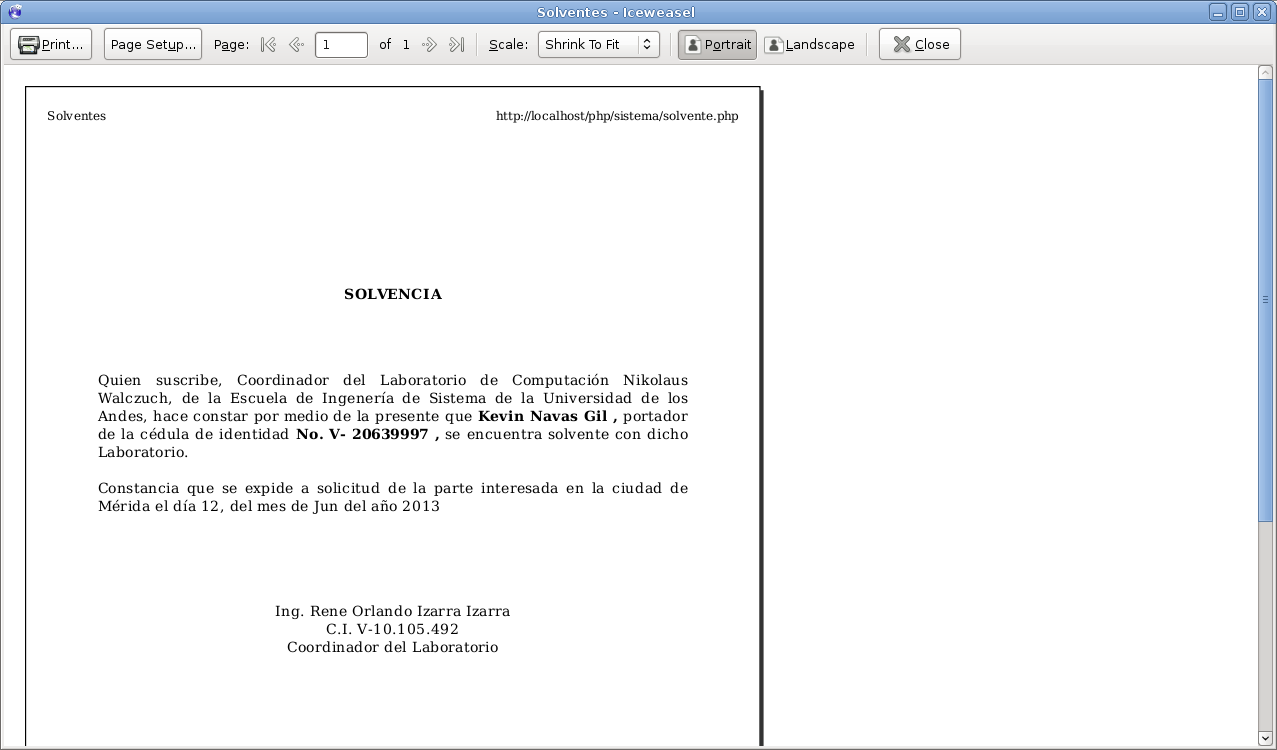 Solventes - Iceweasel
Print... Page Setup... Page: 1 of 1 Scale: Shrink To Fit Portrait Landscape Close
Solventes http://localhost/php/sistema/solvente.php
SOLVENCIA
Quien suscribe, Coordinador del Laboratorio de Computación Nikolaus
Walczuch, de la Escuela de Ingenería de Sistema de la Universidad de los
Andes, hace constar por medio de la presente que Kevin Navas Gil , portador
de la cédula de identidad No. V- 20639997 , se encuentra solvente con dicho
Laboratorio.
Constancia que se expide a solicitud de la parte interesada en la ciudad de
Mérida el día 12, del mes de Jun del año 2013
Ing. Rene Orlando Izarra Izarra
C.I. V-10.105.492
Coordinador del Laboratorio